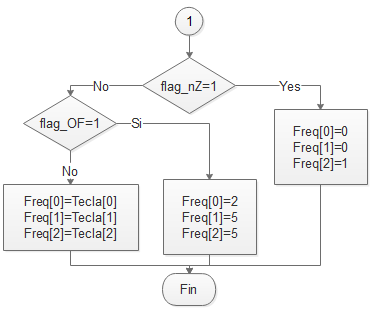 1
flag_nZ=1
No
Yes
flag_OF=1
Si
No
Freq[0]=0
Freq[1]=0
Freq[2]=1
Freq[0]=Tecla[0]
Freq[1]=Tecla[1]
Freq[2]=Tecla[2]
Freq[0]=2
Freq[1]=5
Freq[2]=5
Fin